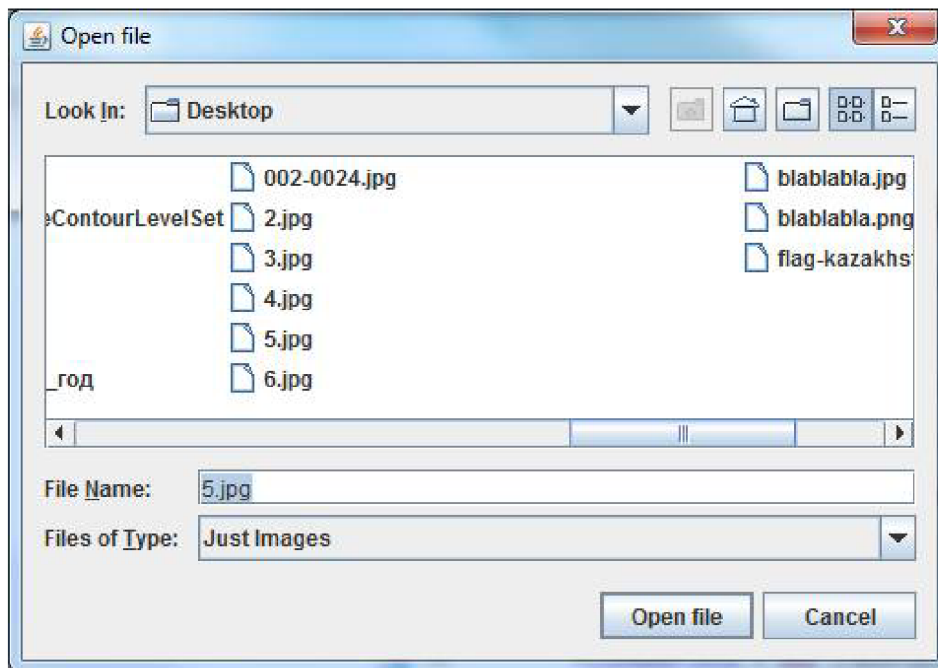 Open file
Look In: Desktop
002-0024.jpg blablabla.jpg
eContourLevelSet 2.jpg blablabla.png
3.jpg flag-kazakhs
4.jpg
5.jpg
_год 6.jpg
File Name: 5.jpg
Files of Type: Just Images
Open file Cancel